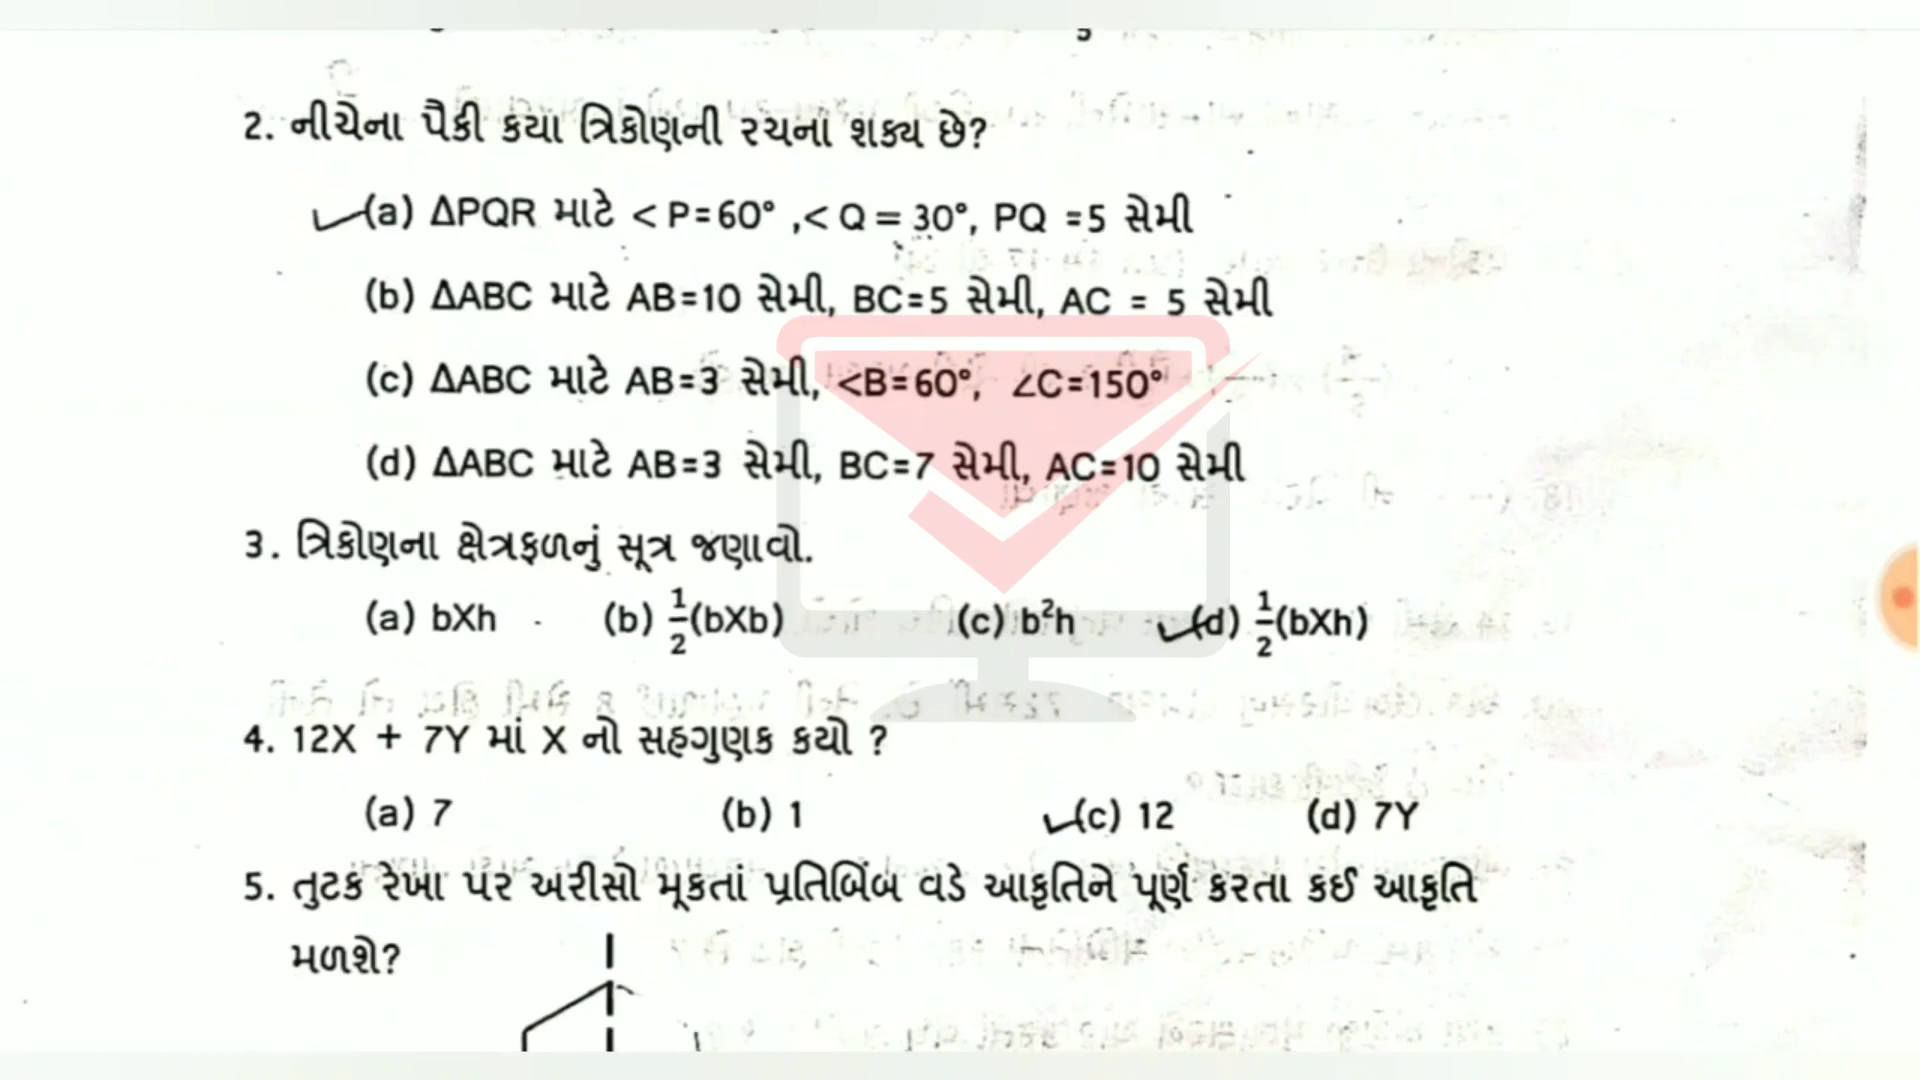 2. નીચેના પૈકી કયા ત્રિકોણની રચના શક્ય છે?
(a) ΔPQR માટે < P=60° ,< Q = 30°, PQ =5 સેમી
(b) ΔABC માટે AB=10 સેમી, BC=5 સેમી, AC = 5 સેમી
(c) ΔABC માટે AB=3 સેમી, <B=60°, ∠C=150°
(d) ΔABC માટે AB=3 સેમી, BC=7 સેમી, AC=10 સેમી
3. ત્રિકોણના ક્ષેત્રફળનું સૂત્ર જણાવો.
(a) bXh (b) 1/2(bXb) (c) b²h (d) 1/2(bXh)
4. 12X + 7Y માં X નો સહગુણક કયો ?
(a) 7 (b) 1 (c) 12 (d) 7Y
5. તુટક રેખા પર અરીસો મૂકતાં પ્રતિબિંબ વડે આકૃતિને પૂર્ણ કરતા કઈ આકૃતિ
મળશે?